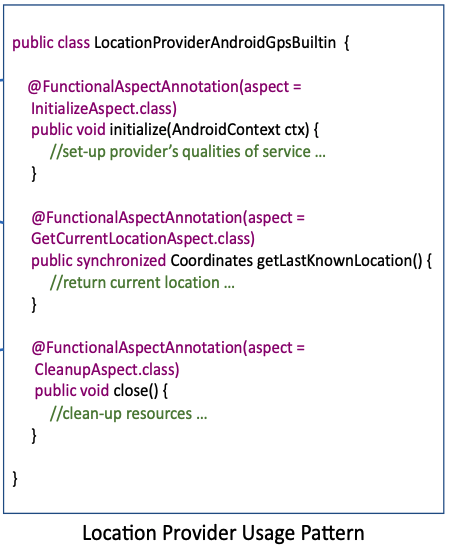 public class LocationProviderAndroidGpsBuiltin {
@FunctionalAspectAnnotation(aspect =
InitializeAspect.class)
public void initialize(AndroidContext ctx) {
//set-up provider’s qualities of service ...
}
@FunctionalAspectAnnotation(aspect =
GetCurrentLocationAspect.class)
public synchronized Coordinates getLastKnownLocation() {
//return current location ...
}
@FunctionalAspectAnnotation(aspect =
CleanupAspect.class)
public void close() {
//clean-up resources ...
}
}
Location Provider Usage Pattern